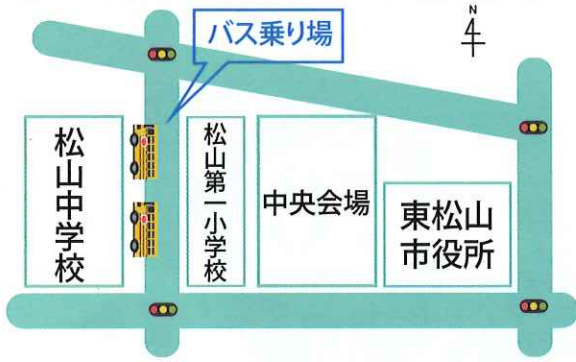 N
バス乗り場
松山中学校
松山第一小学校
中央会場
東松山
市役所